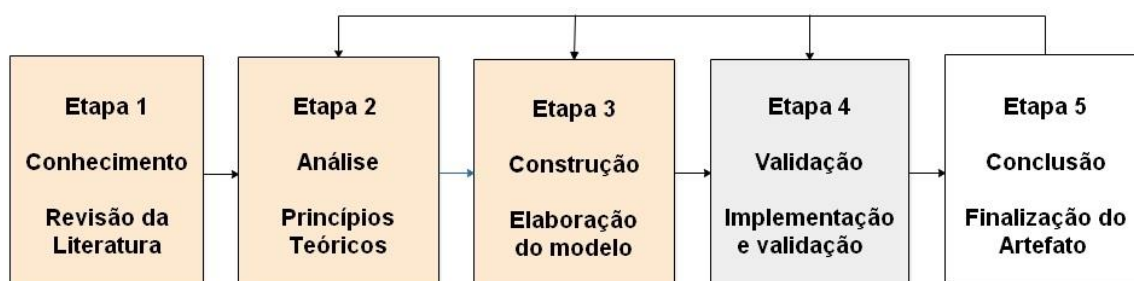 Etapa 1
Conhecimento
Revisão da
Literatura
Etapa 2
Análise
Princípios
Teóricos
Etapa 3
Construção
Elaboração
do modelo
Etapa 4
Validação
Implementação
e validação
Etapa 5
Conclusão
Finalização do
Artefato